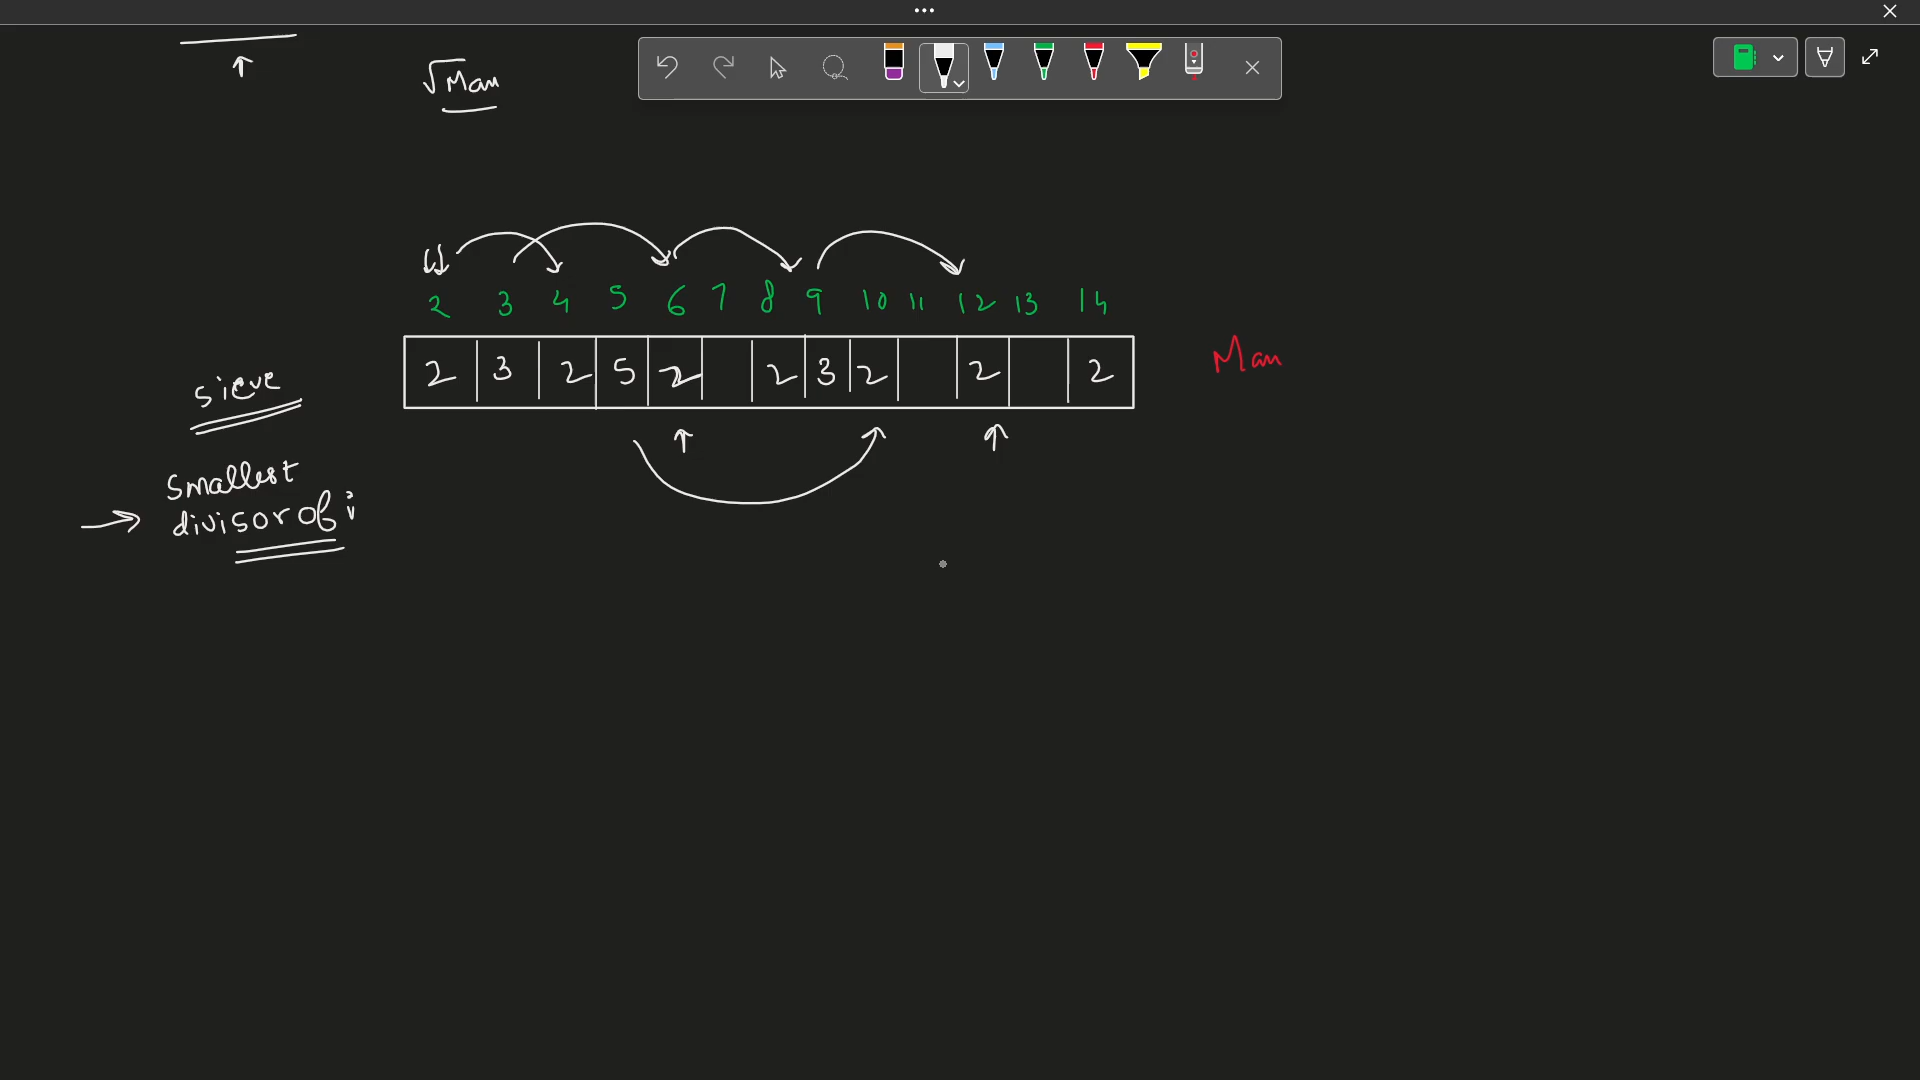 √Max
2 3 4 5 6 7 8 9 10 11 12 13 14
2 3 2 5 2 2 3 2 2 2
Max
sieve
smallest
divisor of i